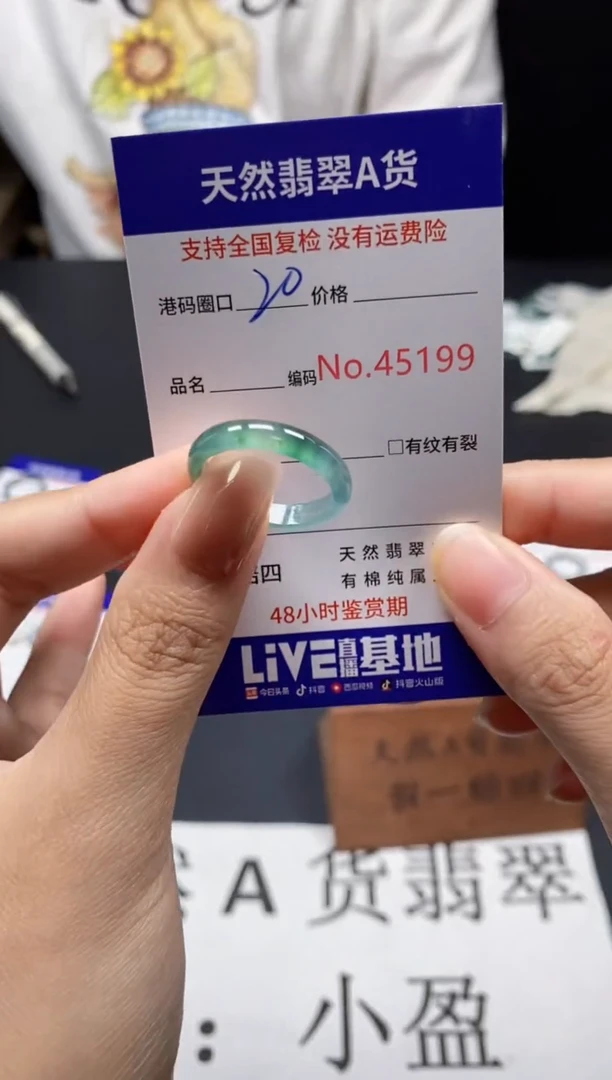 天然翡翠A货
支持全国复检 没有运费险
港码圈口 20 价格
品名 编码No.45199
□有纹有裂
四 天然翡翠
有棉纯属
48小时鉴赏期
LiVE直播基地
今日头条 抖音 西瓜视频 抖音火山版
A货翡翠
：小盈